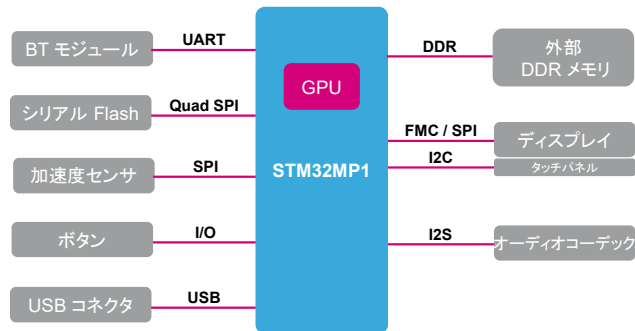 BT モジュール
UART
シリアル Flash
Quad SPI
加速度センサ
SPI
ボタン
I/O
USB コネクタ
USB
GPU
STM32MP1
DDR
外部
DDR メモリ
FMC / SPI
ディスプレイ
I2C
タッチパネル
I2S
オーディオコーデック